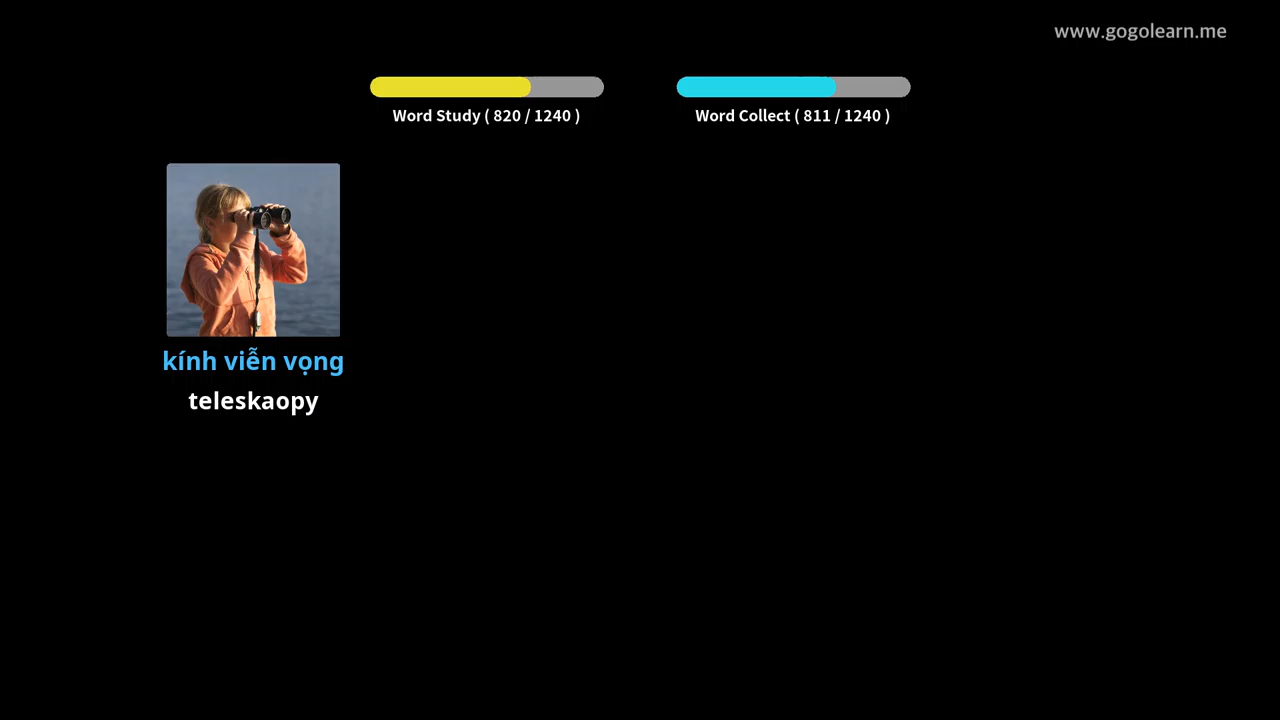 www.gogolearn.me
Word Study ( 820 / 1240 )
Word Collect ( 811 / 1240 )
kính viễn vọng
teleskaopy